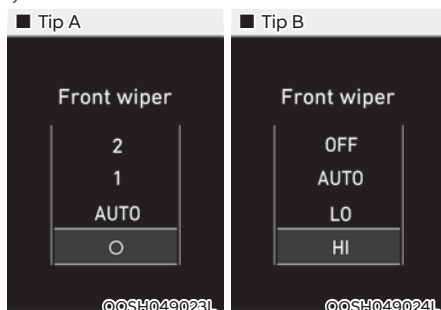 ■ Tip A
Front wiper
2
1
AUTO
O
OOSH049023L
■ Tip B
Front wiper
OFF
AUTO
LO
HI
OOSH049024L